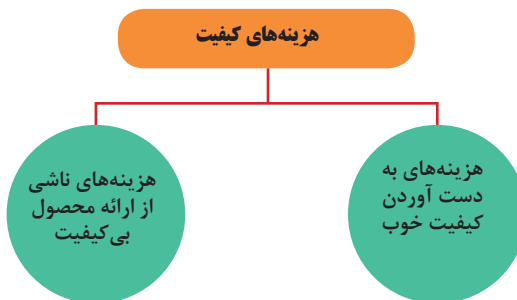 هزینه‌های کیفیت
هزینه‌های به
دست آوردن
کیفیت خوب
هزینه‌های ناشی
از ارائه محصول
بی‌کیفیت